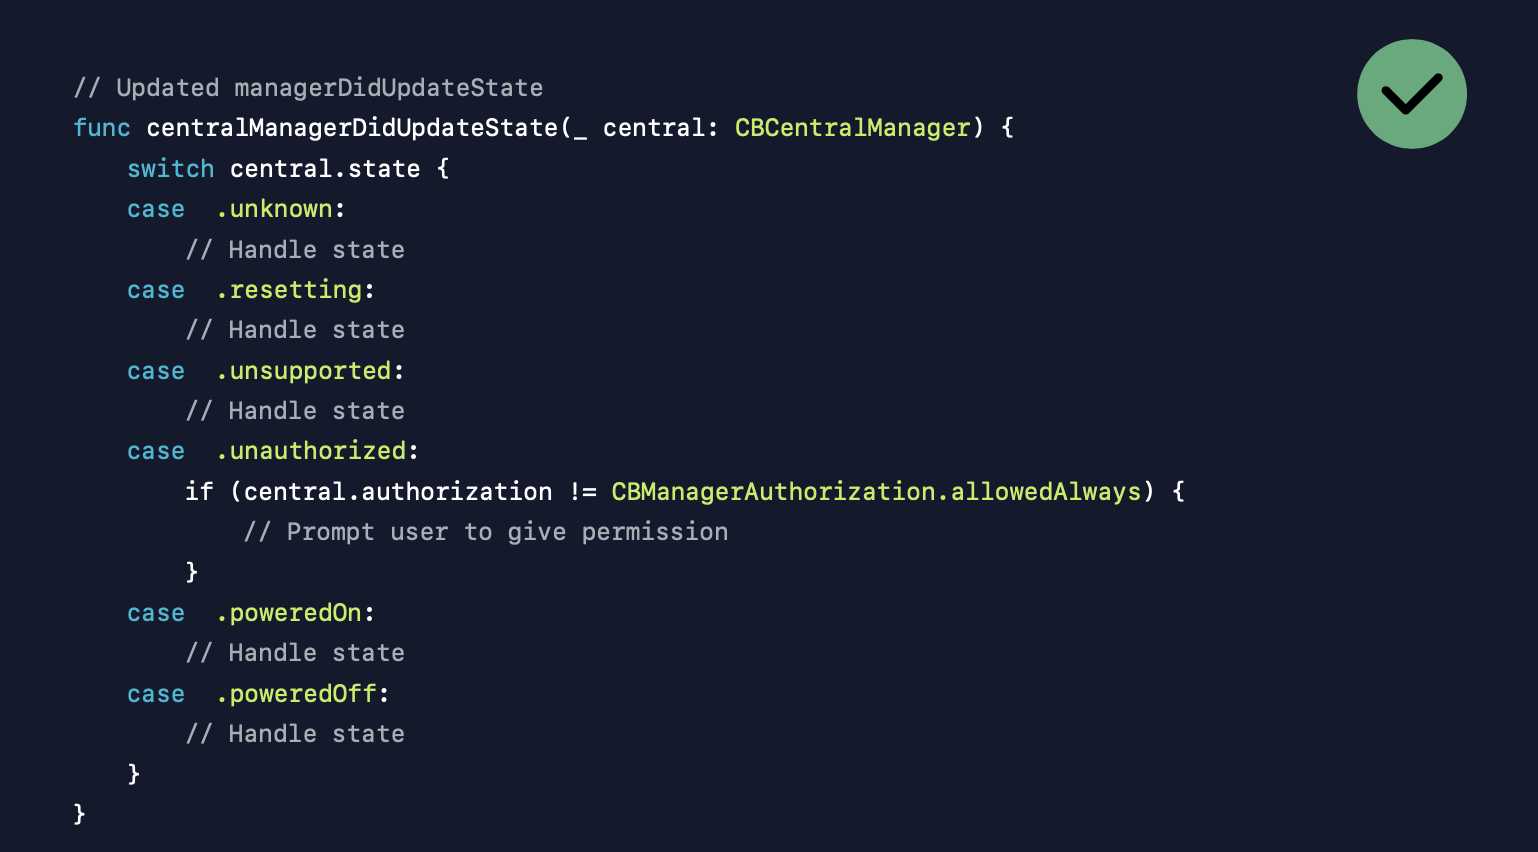 // Updated managerDidUpdateState
func centralManagerDidUpdateState(_ central: CBCentralManager) {
    switch central.state {
    case  .unknown:
        // Handle state
    case  .resetting:
        // Handle state
    case  .unsupported:
        // Handle state
    case  .unauthorized:
        if (central.authorization != CBManagerAuthorization.allowedAlways) {
            // Prompt user to give permission
        }
    case  .poweredOn:
        // Handle state
    case  .poweredOff:
        // Handle state
    }
}